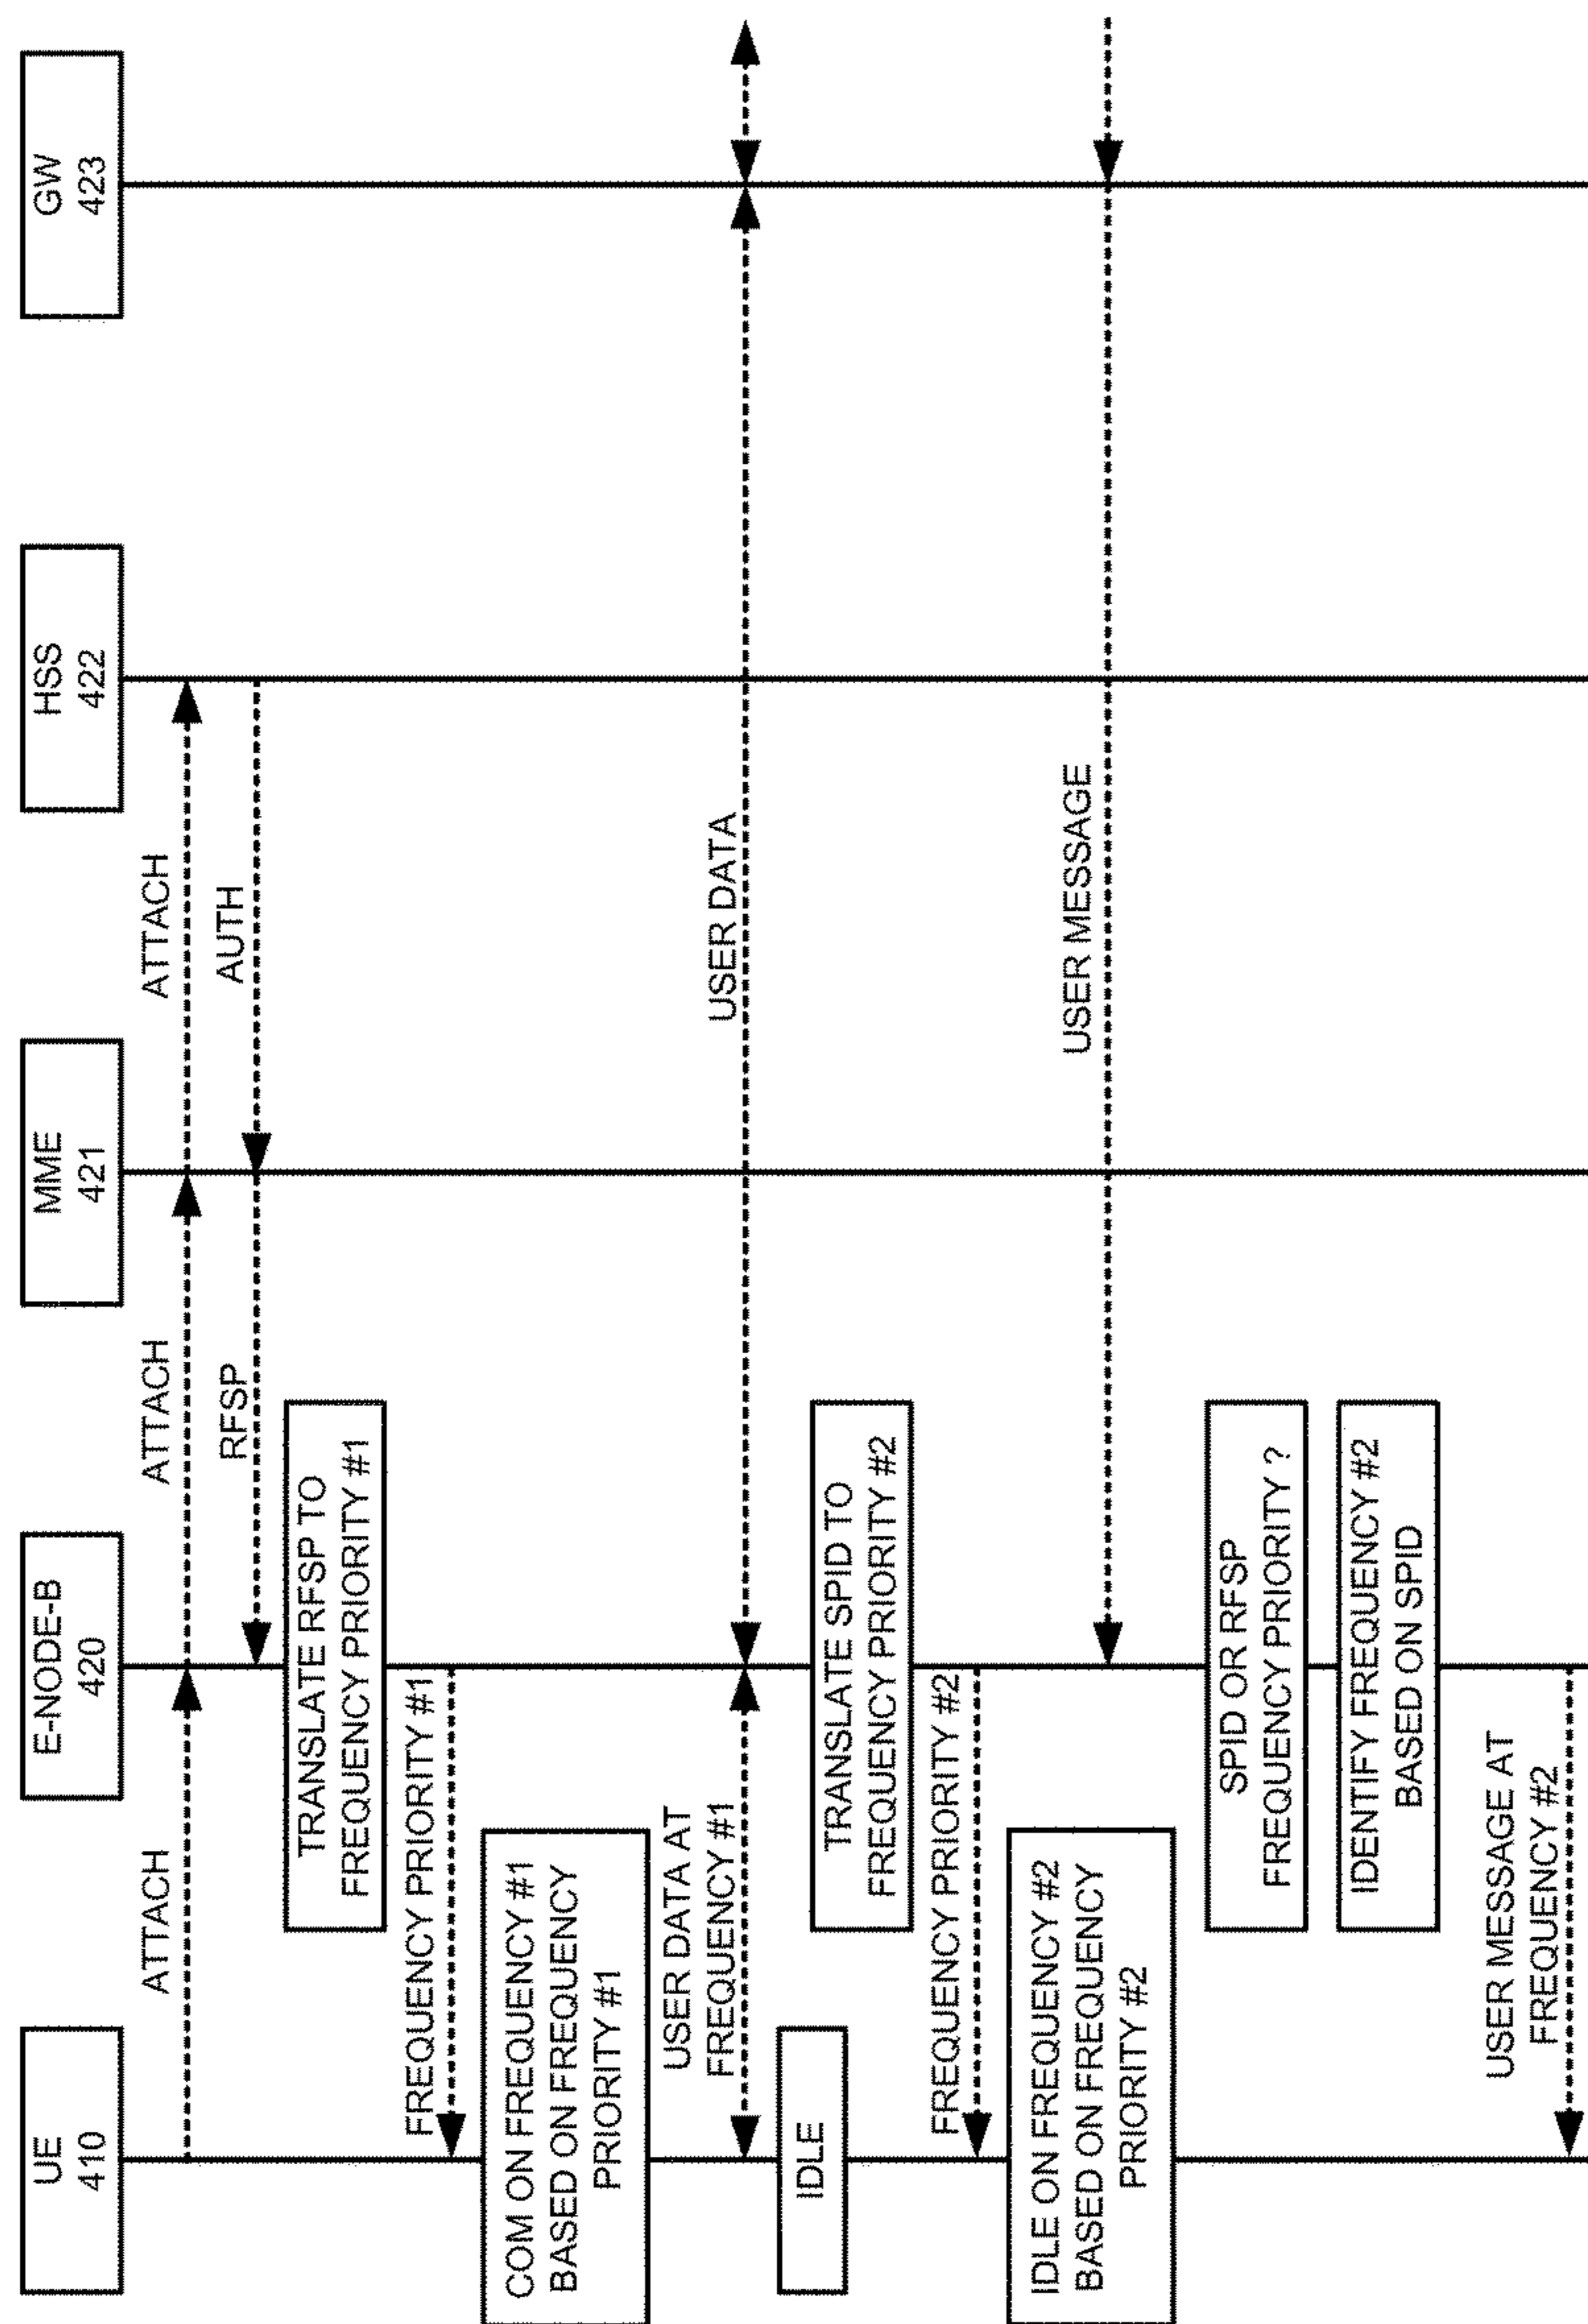 UE
410
E-NODE-B
420
MME
421
HSS
422
GW
423
ATTACH
ATTACH
ATTACH
RFSP
AUTH
TRANSLATE RFSP TO
FREQUENCY PRIORITY #1
FREQUENCY PRIORITY #1
COM ON FREQUENCY #1
BASED ON FREQUENCY
PRIORITY #1
USER DATA AT
FREQUENCY #1
USER DATA
IDLE
TRANSLATE SPID TO
FREQUENCY PRIORITY #2
FREQUENCY PRIORITY #2
IDLE ON FREQUENCY #2
BASED ON FREQUENCY
PRIORITY #2
USER MESSAGE
SPID OR RFSP
FREQUENCY PRIORITY ?
IDENTIFY FREQUENCY #2
BASED ON SPID
USER MESSAGE AT
FREQUENCY #2